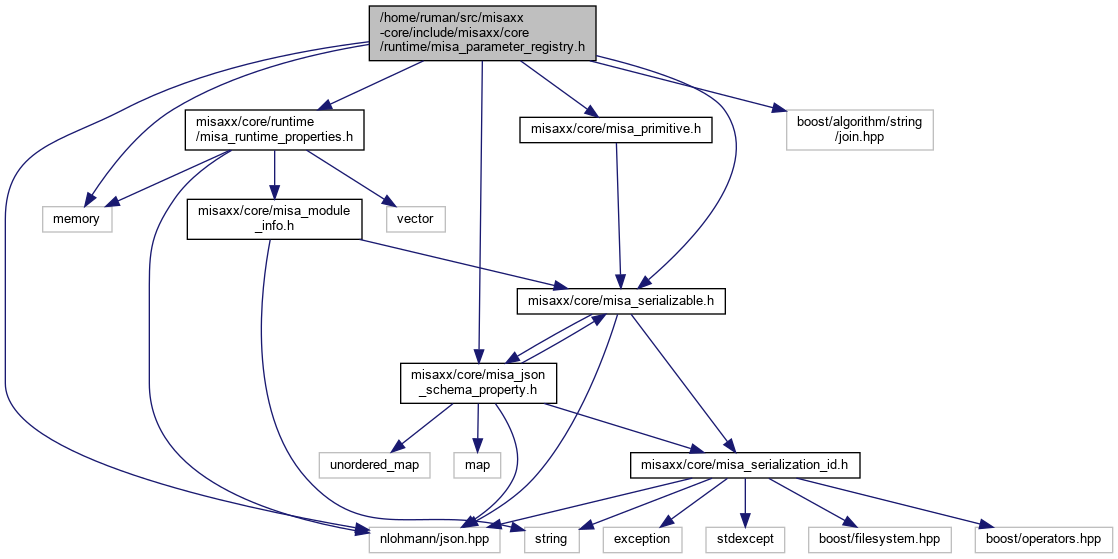 /home/ruman/src/misaxx
-core/include/misaxx/core
/runtime/misa_parameter_registry.h
misaxx/core/runtime
/misa_runtime_properties.h
misaxx/core/misa_primitive.h
boost/algorithm/string
/join.hpp
memory
misaxx/core/misa_module
_info.h
vector
misaxx/core/misa_serializable.h
misaxx/core/misa_json
_schema_property.h
unordered_map
map
misaxx/core/misa_serialization_id.h
nlohmann/json.hpp
string
exception
stdexcept
boost/filesystem.hpp
boost/operators.hpp